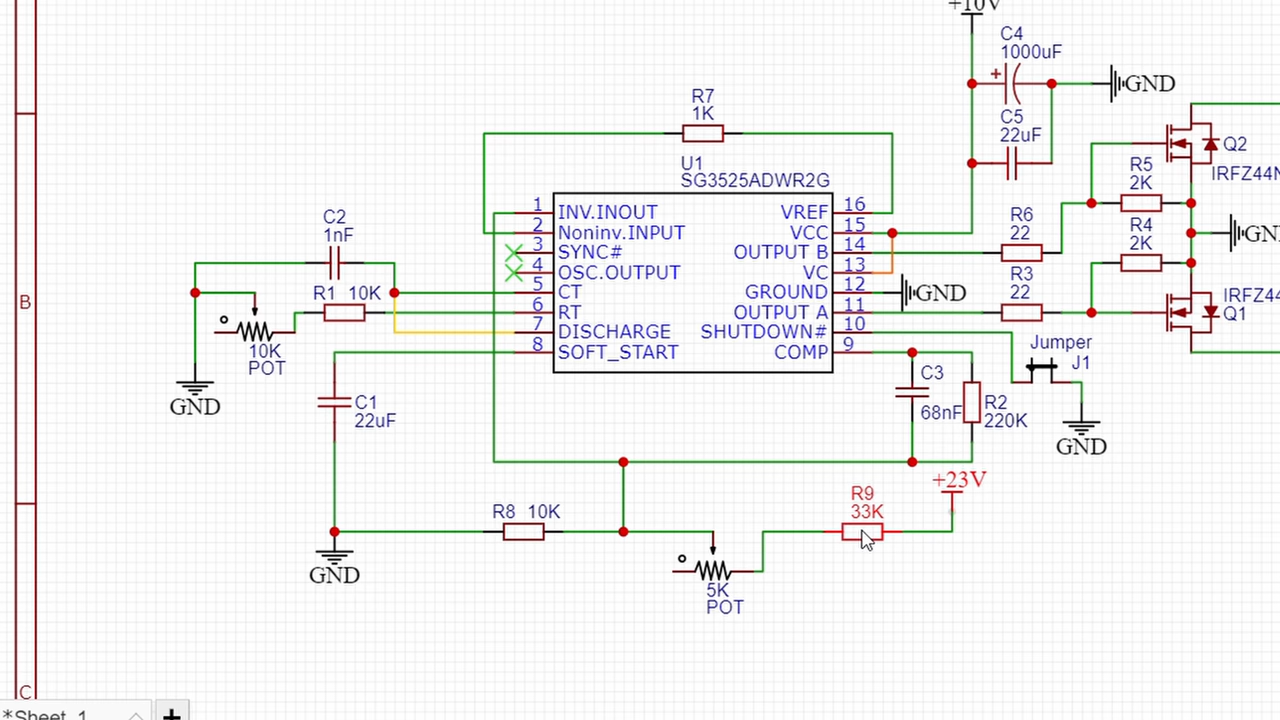 +10V
C4
1000uF
GND
C5
22uF
R7
1K
U1
SG3525ADWR2G
Q2
IRFZ44N
R5
2K
R4
2K
GND
R6
22
R3
22
IRFZ44
Q1
1 INV.INOUT
2 Noninv.INPUT
3 SYNC#
4 OSC.OUTPUT
5 CT
6 RT
7 DISCHARGE
8 SOFT_START
VREF 16
VCC 15
OUTPUT B 14
VC 13
GROUND 12
OUTPUT A 11
SHUTDOWN# 10
COMP 9
GND
C2
1nF
R1 10K
10K
POT
GND
B
C1
22uF
Jumper
J1
GND
C3
68nF
R2
220K
+23V
R9
33K
R8 10K
GND
5K
POT
C
*Sheet_1